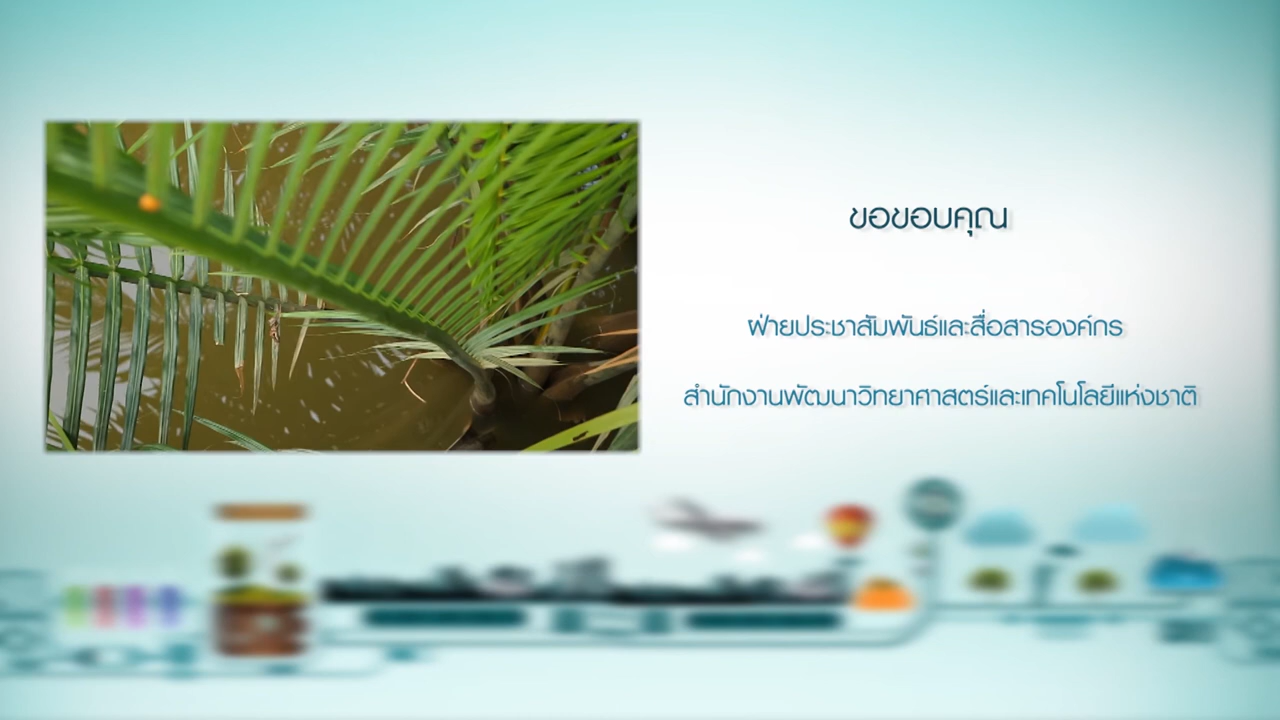 ขอขอบคุณ
ฝ่ายประชาสัมพันธ์และสื่อสารองค์กร
สำนักงานพัฒนาวิทยาศาสตร์และเทคโนโลยีแห่งชาติ